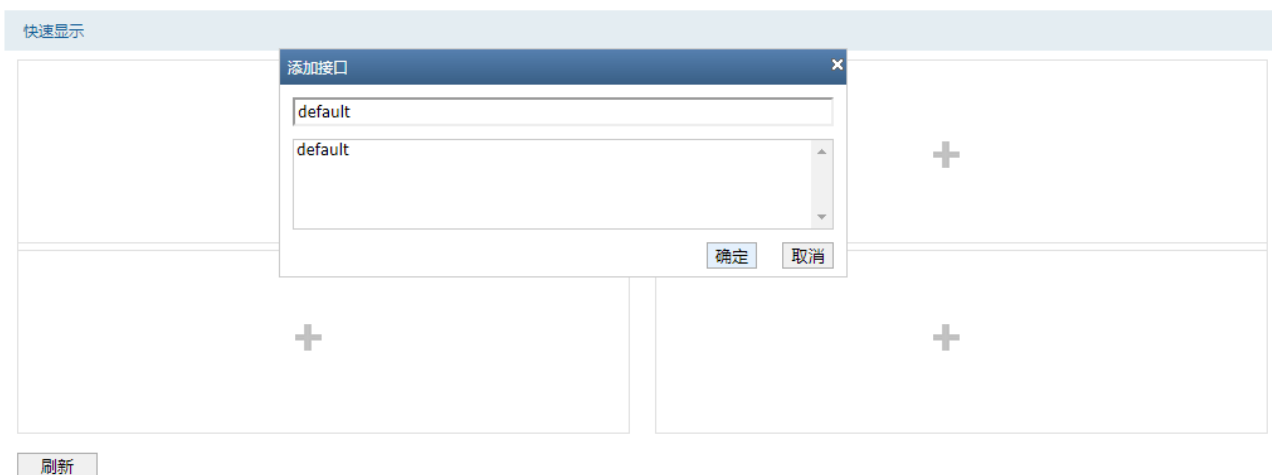 快速显示
添加接口
default
default
确定 取消
刷新